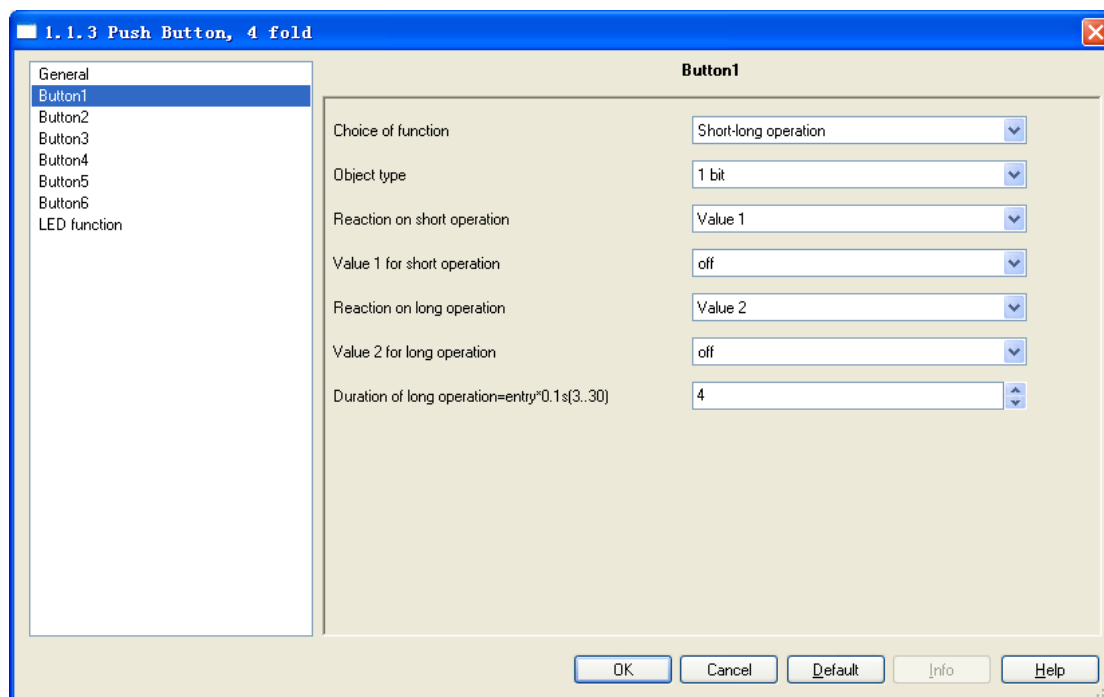 1.1.3 Push Button, 4 fold
General
Button1
Button2
Button3
Button4
Button5
Button6
LED function
Button1
Choice of function Short-long operation
Object type 1 bit
Reaction on short operation Value 1
Value 1 for short operation off
Reaction on long operation Value 2
Value 2 for long operation off
Duration of long operation=entry*0.1s(3..30) 4
OK Cancel Default Info Help